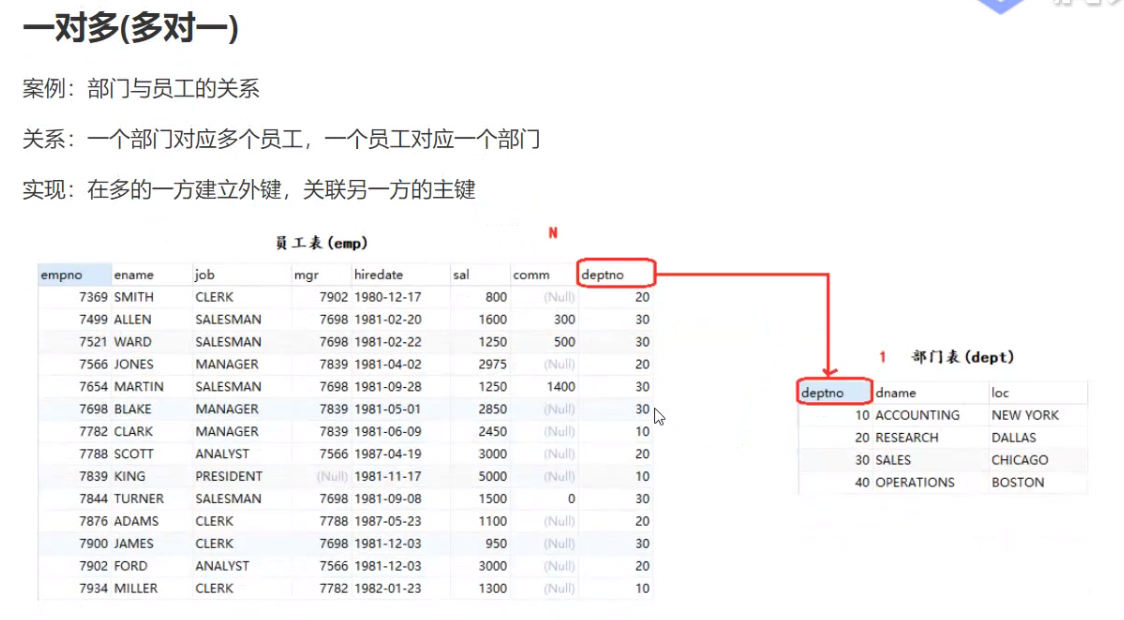 一对多(多对一)
案例：部门与员工的关系
关系：一个部门对应多个员工，一个员工对应一个部门
实现：在多的一方建立外键，关联另一方的主键
員工表(emp) N
empno ename job mgr hiredate sal comm deptno
7369 SMITH CLERK 7902 1980-12-17 800 (Null) 20
7499 ALLEN SALESMAN 7698 1981-02-20 1600 300 30
7521 WARD SALESMAN 7698 1981-02-22 1250 500 30
7566 JONES MANAGER 7839 1981-04-02 2975 (Null) 20
7654 MARTIN SALESMAN 7698 1981-09-28 1250 1400 30
7698 BLAKE MANAGER 7839 1981-05-01 2850 (Null) 30
7782 CLARK MANAGER 7839 1981-06-09 2450 (Null) 10
7788 SCOTT ANALYST 7566 1987-04-19 3000 (Null) 20
7839 KING PRESIDENT (Null) 1981-11-17 5000 (Null) 10
7844 TURNER SALESMAN 7698 1981-09-08 1500 0 30
7876 ADAMS CLERK 7788 1987-05-23 1100 (Null) 20
7900 JAMES CLERK 7698 1981-12-03 950 (Null) 30
7902 FORD ANALYST 7566 1981-12-03 3000 (Null) 20
7934 MILLER CLERK 7782 1982-01-23 1300 (Null) 10
1 部门表(dept)
deptno dname loc
10 ACCOUNTING NEW YORK
20 RESEARCH DALLAS
30 SALES CHICAGO
40 OPERATIONS BOSTON